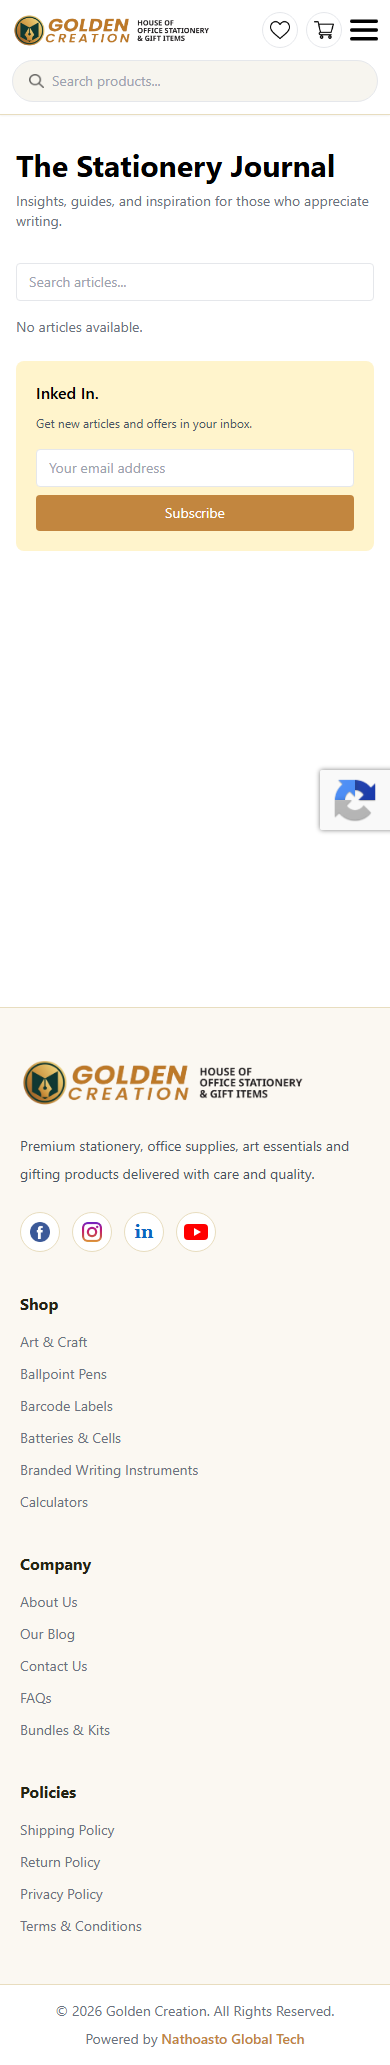 GOLDEN
CREATION
HOUSE OF
OFFICE STATIONERY
& GIFT ITEMS
Search products...
The Stationery Journal
Insights, guides, and inspiration for those who appreciate
writing.
Search articles...
No articles available.
Inked In.
Get new articles and offers in your inbox.
Your email address
Subscribe
GOLDEN
CREATION
HOUSE OF
OFFICE STATIONERY
& GIFT ITEMS
Premium stationery, office supplies, art essentials and
gifting products delivered with care and quality.
Shop
Art & Craft
Ballpoint Pens
Barcode Labels
Batteries & Cells
Branded Writing Instruments
Calculators
Company
About Us
Our Blog
Contact Us
FAQs
Bundles & Kits
Policies
Shipping Policy
Return Policy
Privacy Policy
Terms & Conditions
© 2026 Golden Creation. All Rights Reserved.
Powered by Nathoasto Global Tech